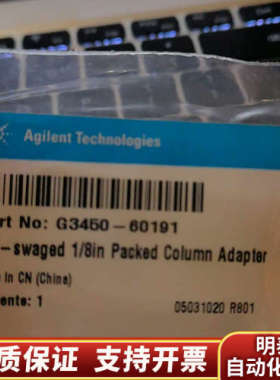 Agilent Technologies
rt No: G3450-60191
-swaged 1/8in Packed Column Adapter
in CN (China)
ente: 1
05031020 R801
质保证 支持开票
明
自动化